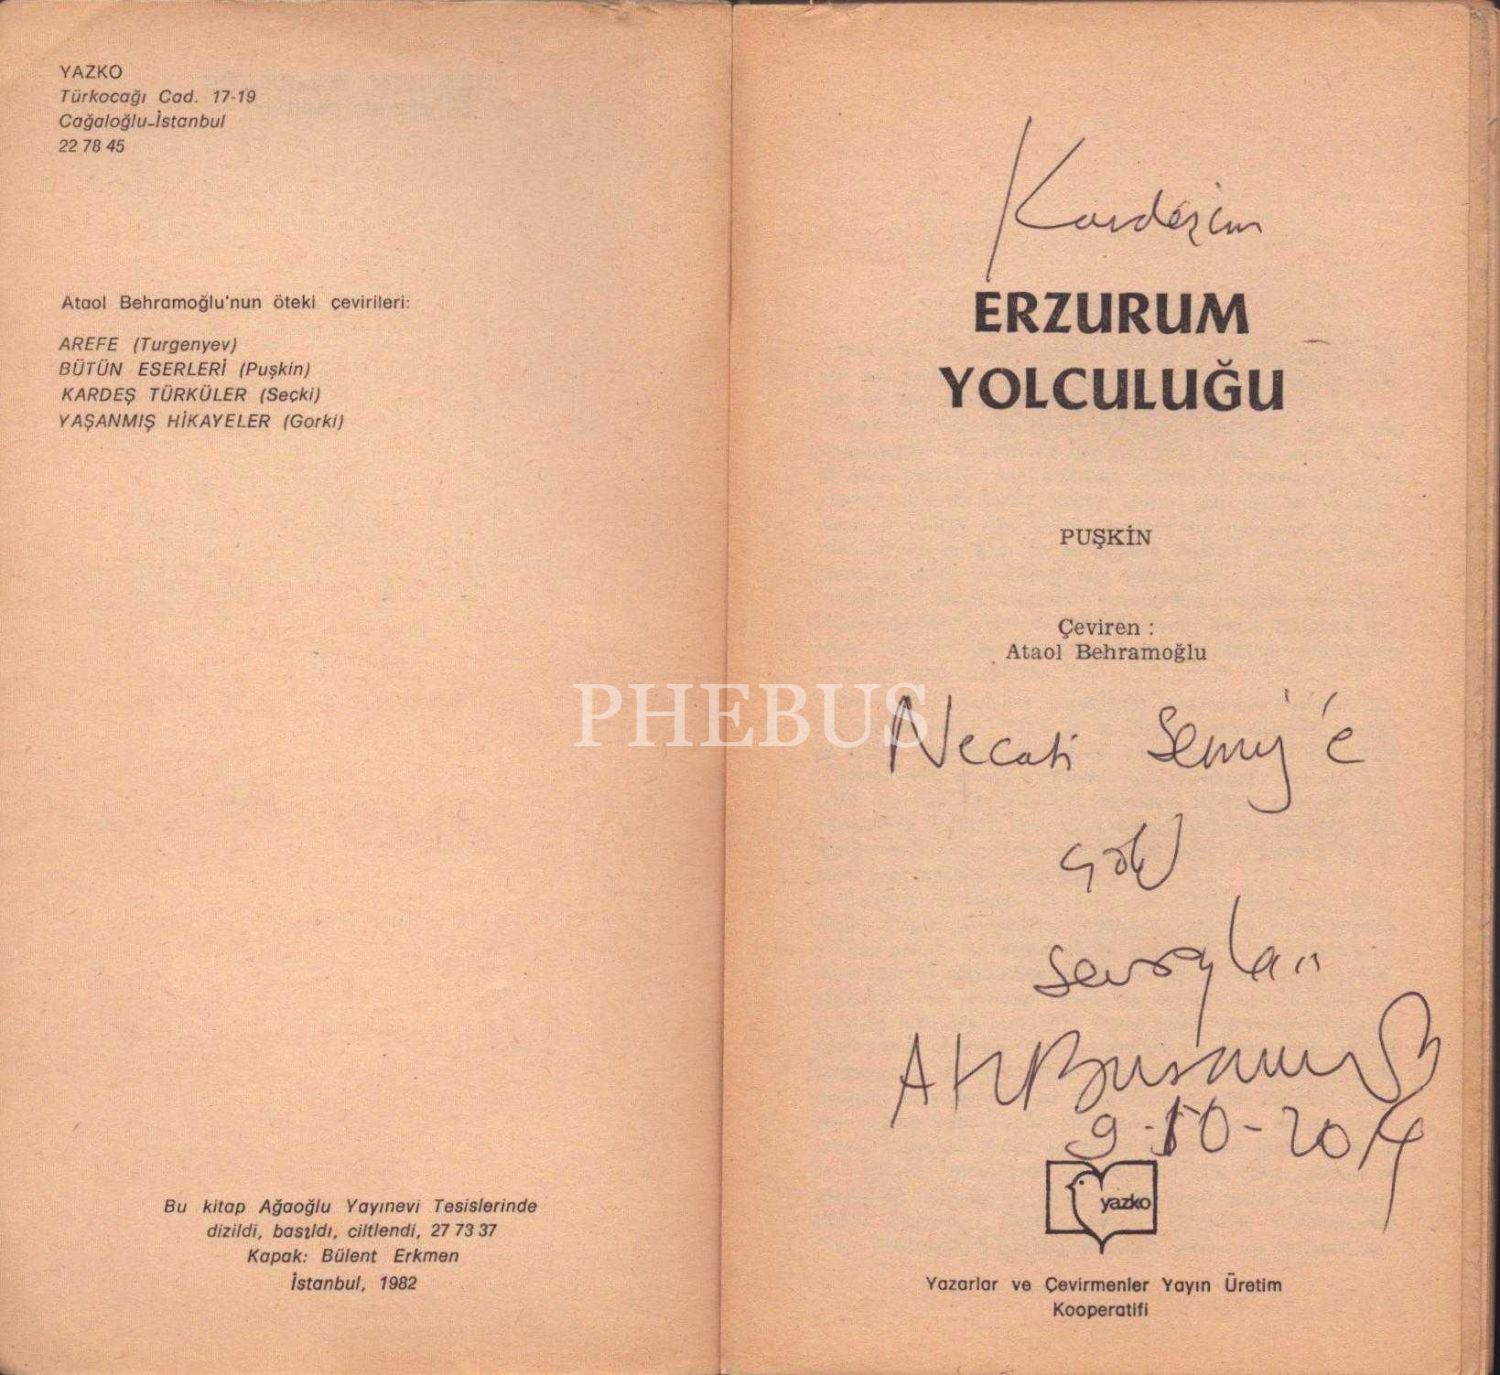 YAZKO
Türkocağı Cad. 17-19
Cağaloğlu-İstanbul
22 78 45
Ataol Behramoğlu'nun öteki çevirileri:
AREFE (Turgenyev)
BÜTÜN ESERLERİ (Puşkin)
KARDEŞ TÜRKÜLER (Seçki)
YAŞANMIŞ HİKAYELER (Gorki)
Bu kitap Ağaoğlu Yayınevi Tesislerinde
dizildi, basıldı, ciltlendi, 27 73 37
Kapak: Bülent Erkmen
İstanbul, 1982
Kardeşim
ERZURUM
YOLCULUĞU
PUŞKİN
Çeviren :
Ataol Behramoğlu
PHEBUS
Necati
çok
9-10-2014
yazko
Yazarlar ve Çevirmenler Yayın Üretim
Kooperatifi